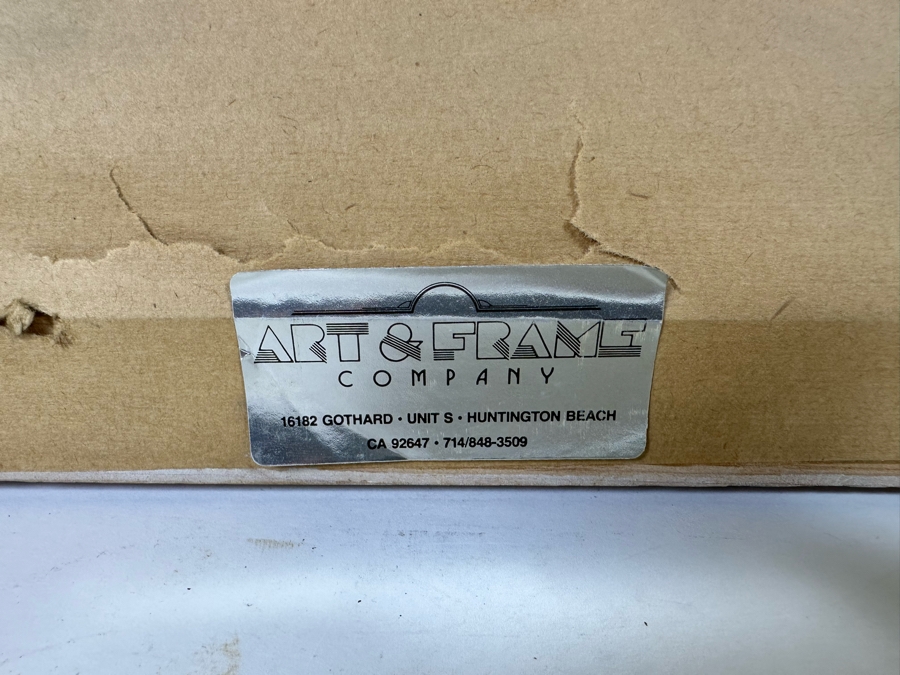 ART & FRAME
COMPANY
16182 GOTHARD • UNIT S • HUNTINGTON BEACH
CA 92647 • 714/848-3509